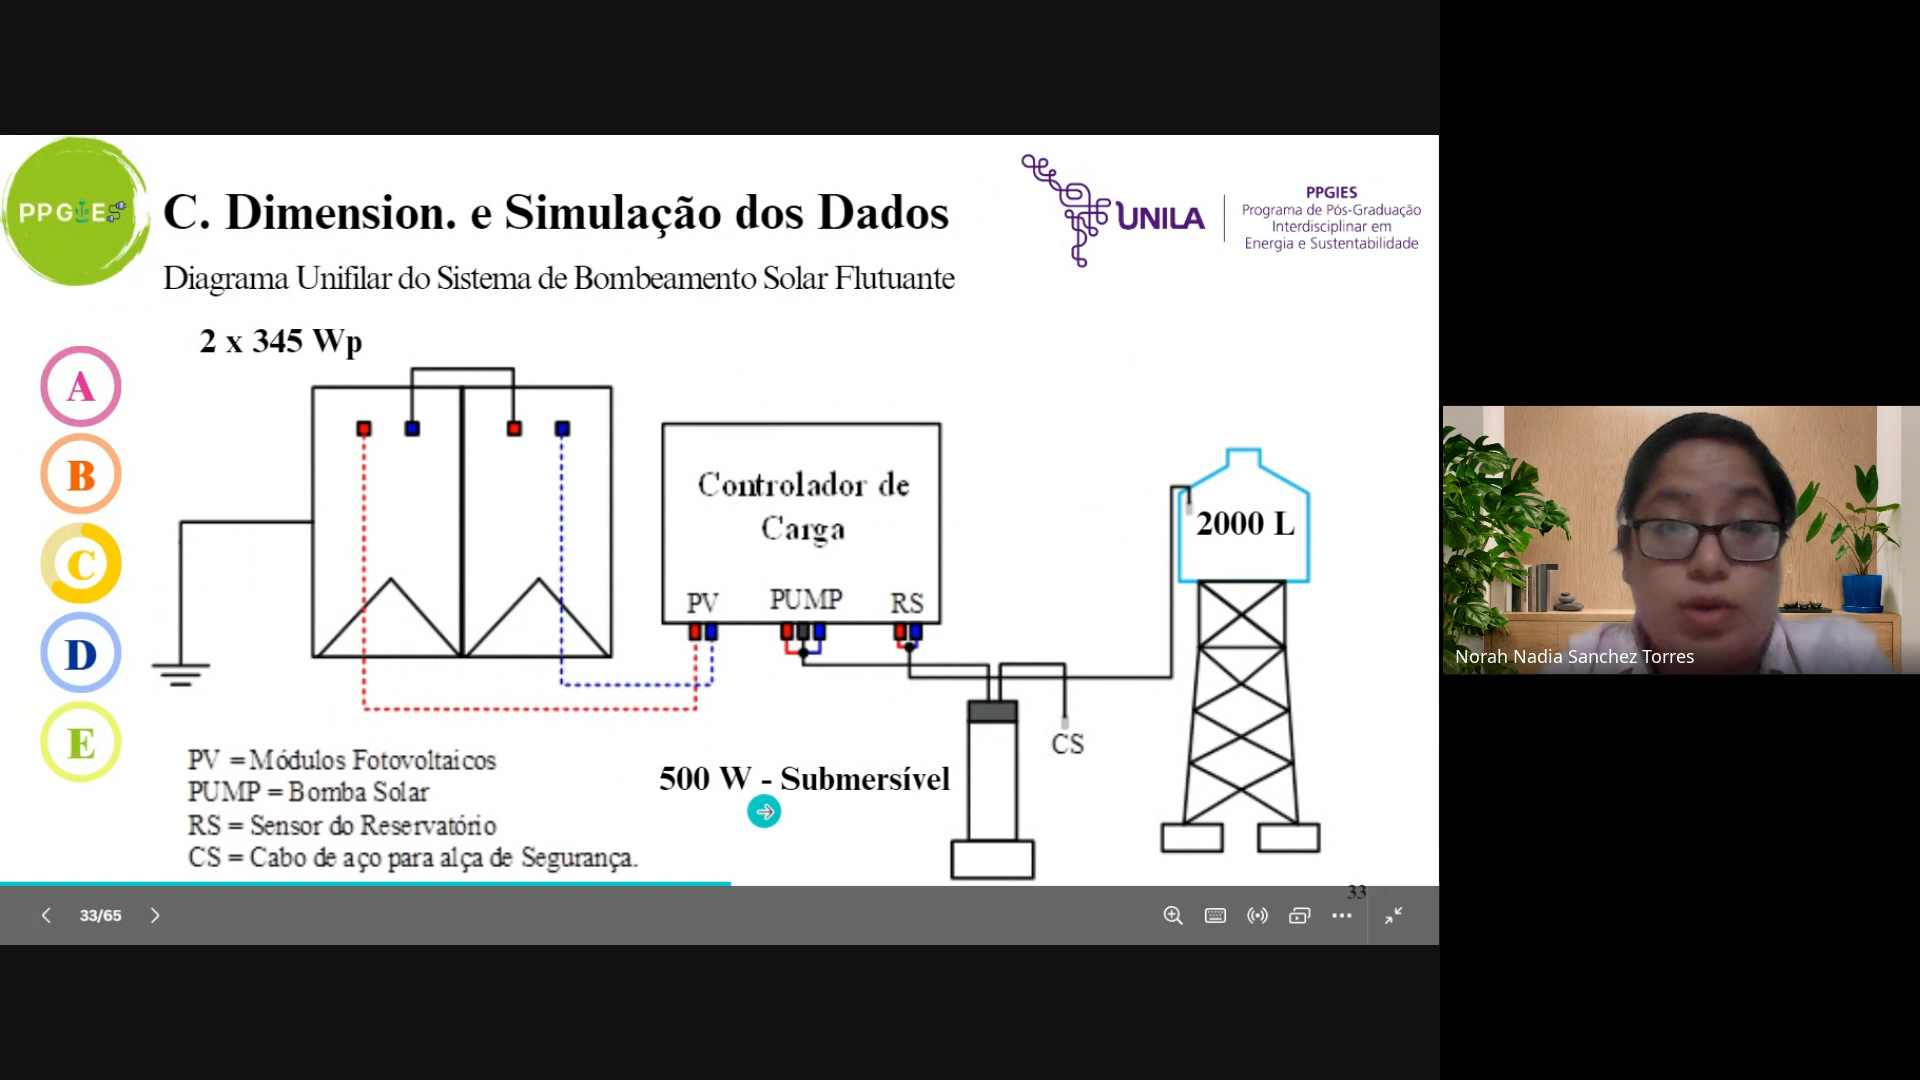 PPGIES
C. Dimension. e Simulação dos Dados
Diagrama Unifilar do Sistema de Bombeamento Solar Flutuante
UNILA
PPGIES
Programa de Pós-Graduação
Interdisciplinar em
Energia e Sustentabilidade
A
B
C
D
E
2 x 345 Wp
Controlador de
Carga
PV
PUMP
RS
2000 L
CS
500 W - Submersível
PV = Módulos Fotovoltaicos
PUMP = Bomba Solar
RS = Sensor do Reservatório
CS = Cabo de aço para alça de Segurança.
33
33/65
Norah Nadia Sanchez Torres